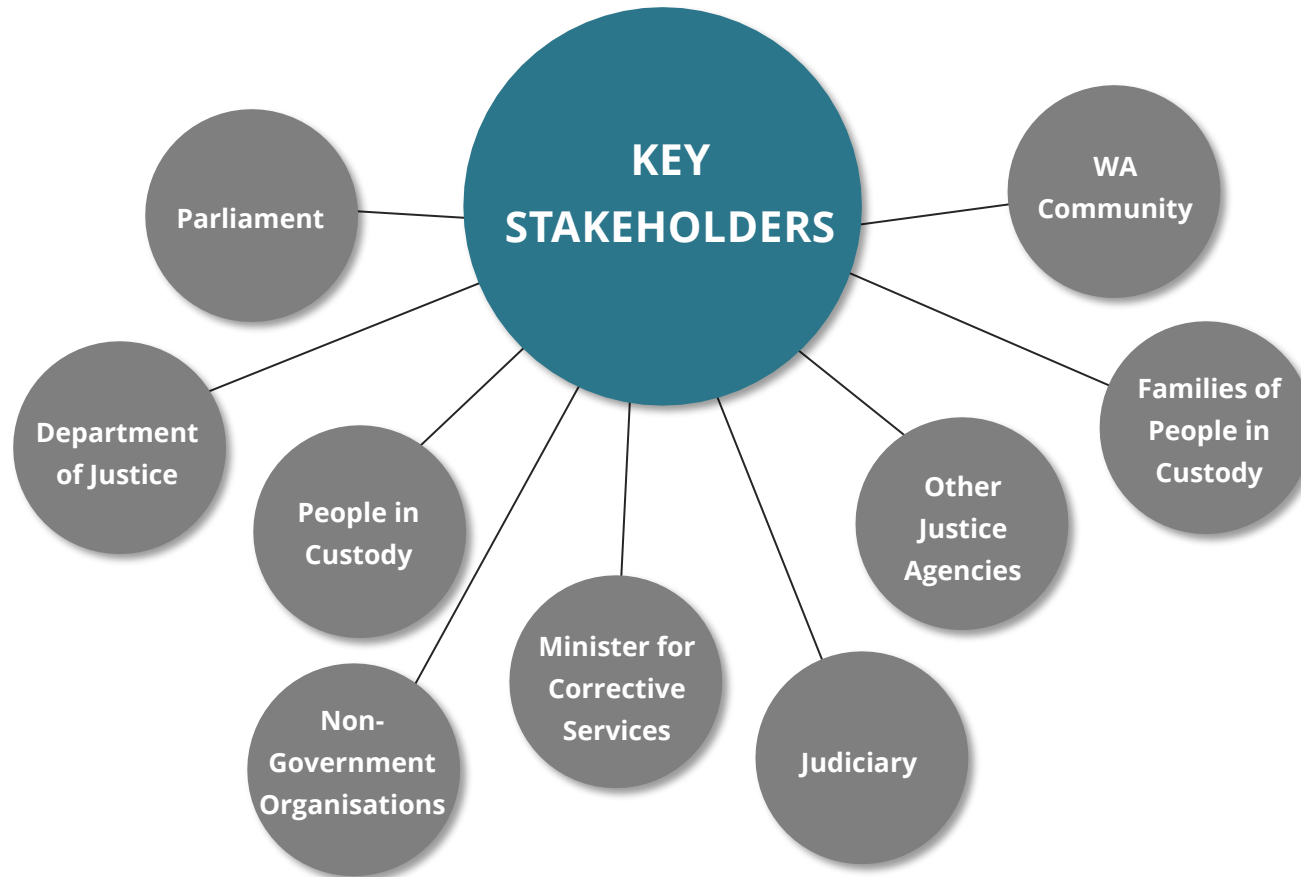 KEY
STAKEHOLDERS
Parliament
WA
Community
Department
of Justice
Families of
People in
Custody
People in
Custody
Other
Justice
Agencies
Non-
Government
Organisations
Minister for
Corrective
Services
Judiciary